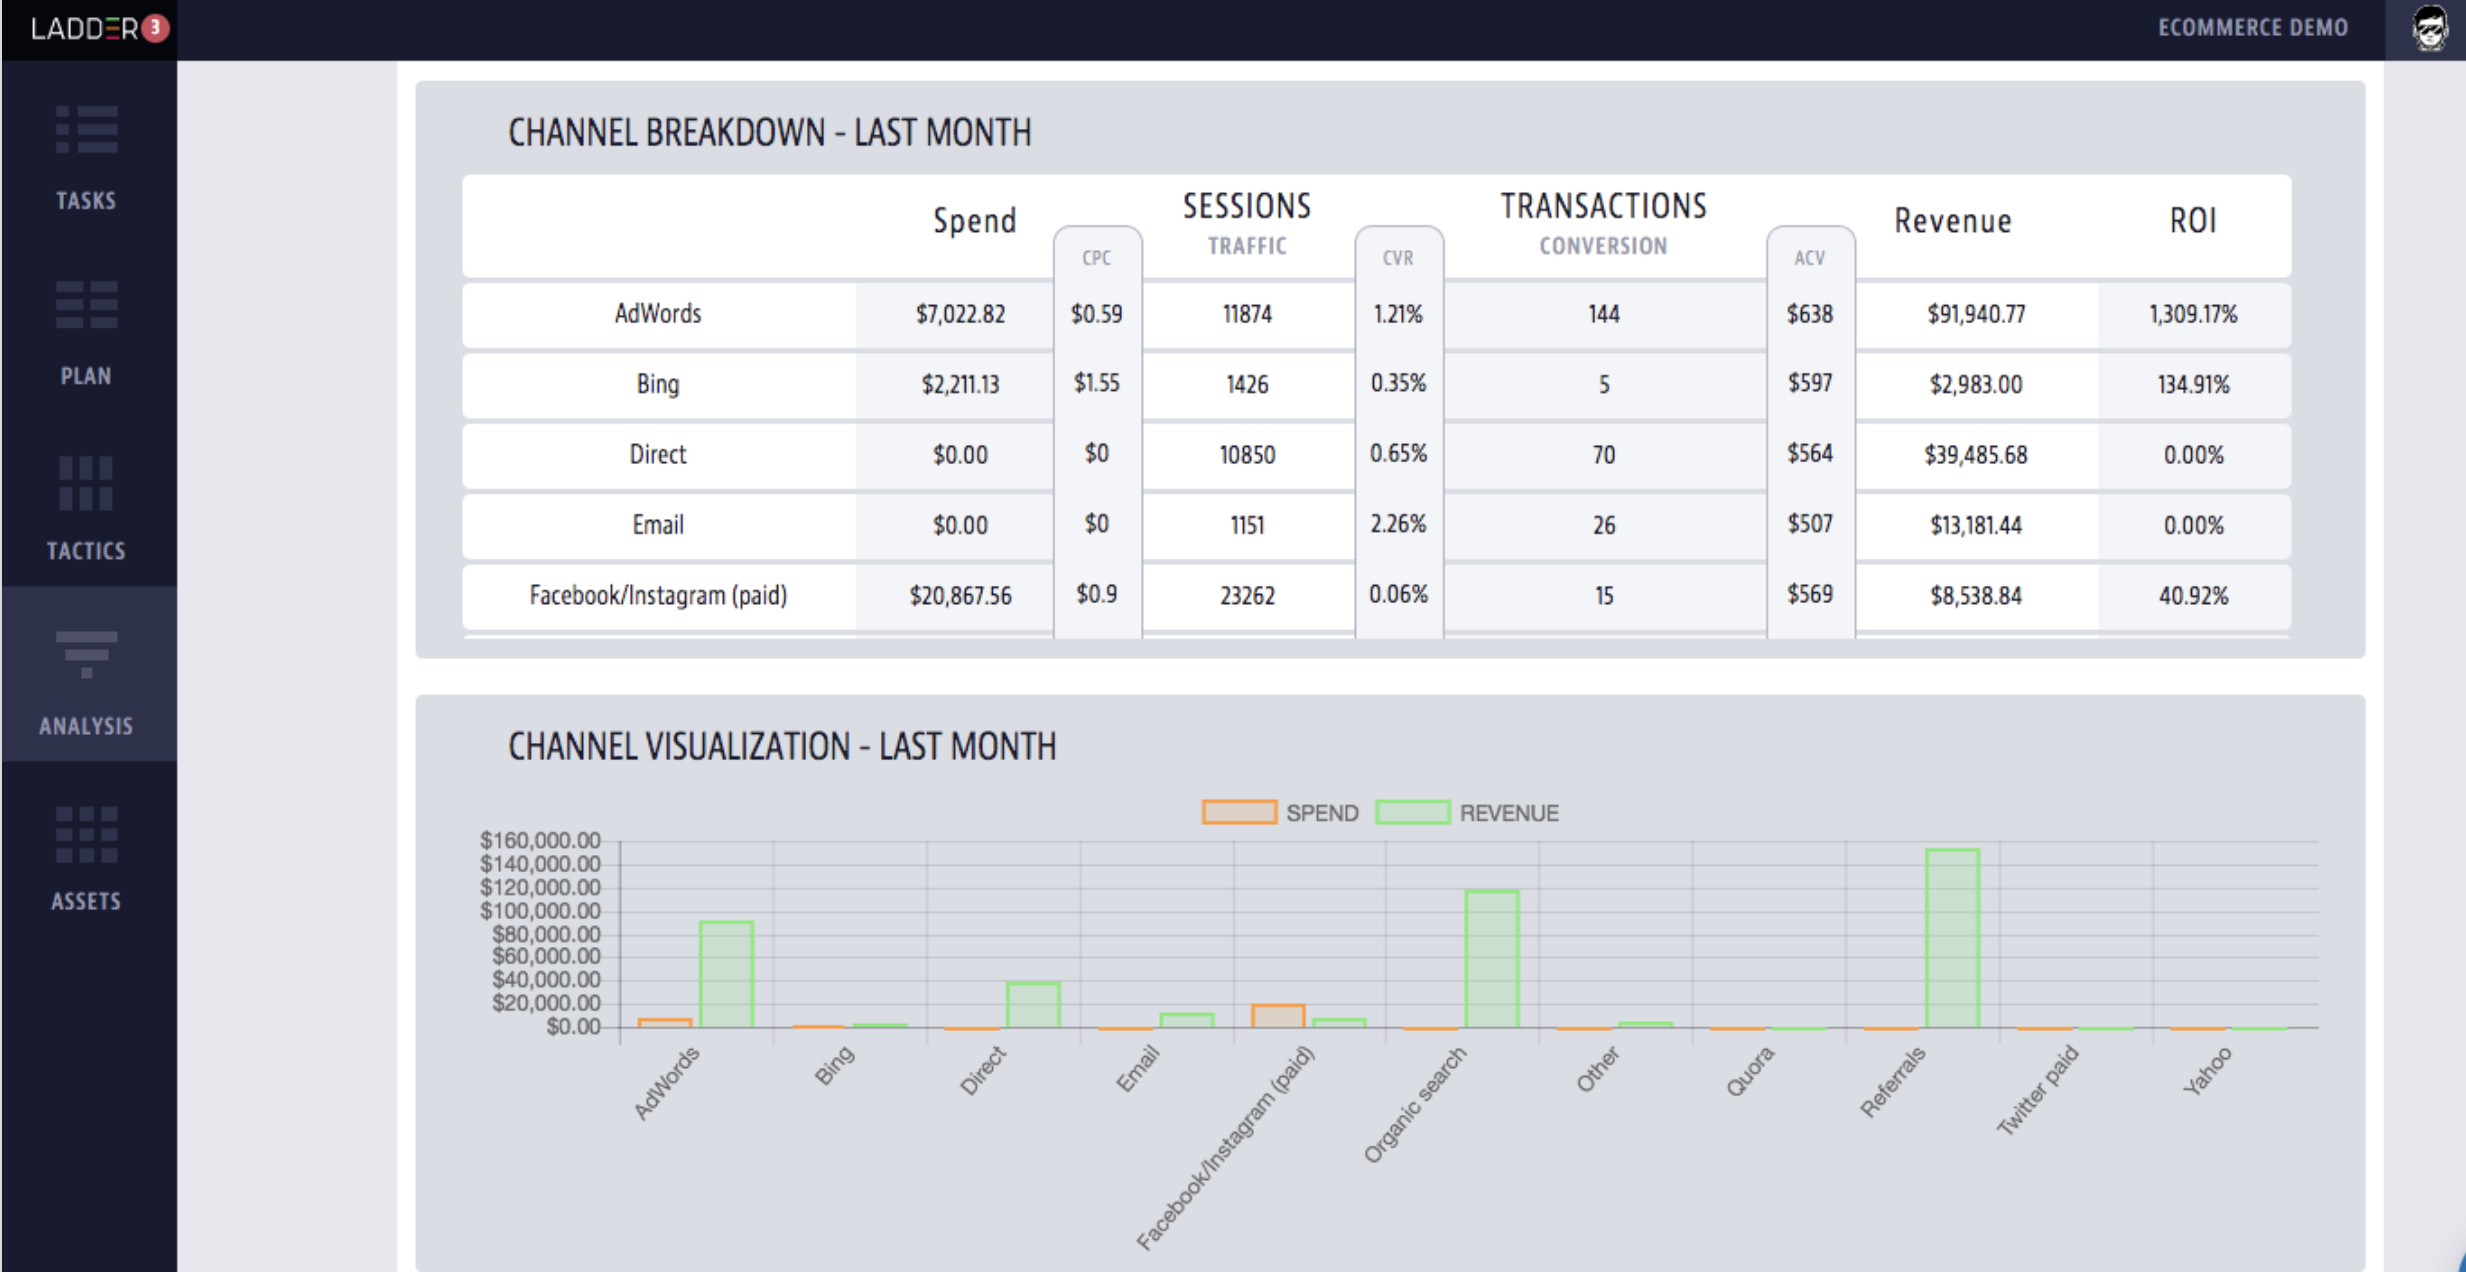 LADDER 3
ECOMMERCE DEMO
TASKS
PLAN
TACTICS
ANALYSIS
ASSETS
CHANNEL BREAKDOWN - LAST MONTH
Spend CPC SESSIONS TRAFFIC CVR TRANSACTIONS CONVERSION ACV Revenue ROI
AdWords $7,022.82 $0.59 11874 1.21% 144 $638 $91,940.77 1,309.17%
Bing $2,211.13 $1.55 1426 0.35% 5 $597 $2,983.00 134.91%
Direct $0.00 $0 10850 0.65% 70 $564 $39,485.68 0.00%
Email $0.00 $0 1151 2.26% 26 $507 $13,181.44 0.00%
Facebook/Instagram (paid) $20,867.56 $0.9 23262 0.06% 15 $569 $8,538.84 40.92%
CHANNEL VISUALIZATION - LAST MONTH
SPEND REVENUE
$160,000.00
$140,000.00
$120,000.00
$100,000.00
$80,000.00
$60,000.00
$40,000.00
$20,000.00
$0.00
AdWords
Bing
Direct
Email
Facebook/Instagram (paid)
Organic search
Other
Quora
Referrals
Twitter paid
Yahoo